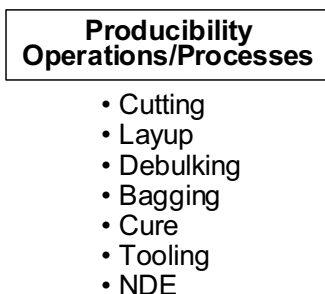 Producibility
Operations/Processes
• Cutting
• Layup
• Debulking
• Bagging
• Cure
• Tooling
• NDE